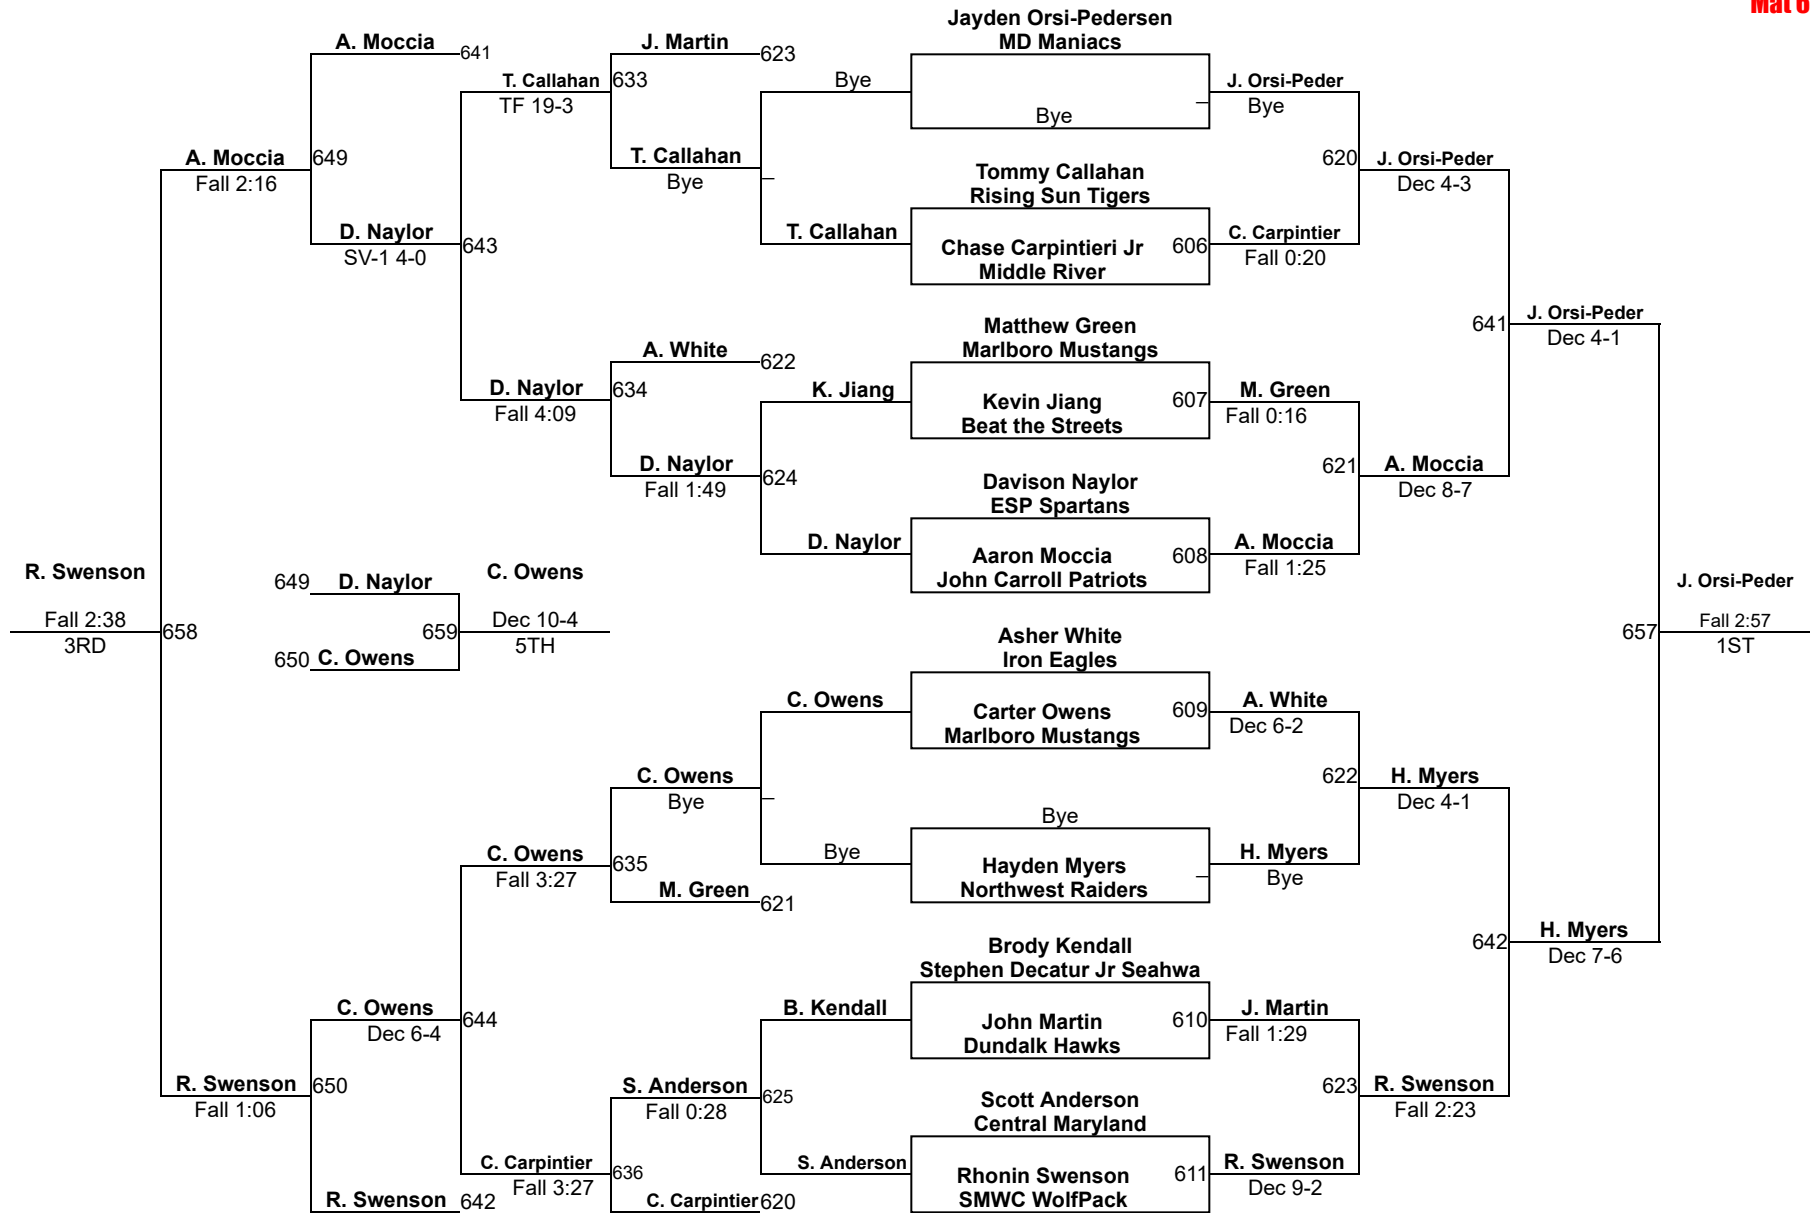 Mat 6
Jayden Orsi-Pedersen
MD Maniacs
A. Moccia
641
J. Martin
623
T. Callahan
633
TF 19-3
Bye
J. Orsi-Peder
Bye
Bye
A. Moccia
649
Fall 2:16
T. Callahan
Bye
Tommy Callahan
Rising Sun Tigers
620
J. Orsi-Peder
Dec 4-3
D. Naylor
SV-1 4-0
643
T. Callahan
Chase Carpintieri Jr
Middle River
606
C. Carpintier
Fall 0:20
Matthew Green
Marlboro Mustangs
641
J. Orsi-Peder
Dec 4-1
A. White
622
D. Naylor
634
Fall 4:09
K. Jiang
Kevin Jiang
Beat the Streets
607
M. Green
Fall 0:16
D. Naylor
Fall 1:49
624
Davison Naylor
ESP Spartans
621
A. Moccia
Dec 8-7
D. Naylor
Aaron Moccia
John Carroll Patriots
608
A. Moccia
Fall 1:25
R. Swenson
Fall 2:38
3RD
658
649
D. Naylor
650
C. Owens
659
C. Owens
Dec 10-4
5TH
Asher White
Iron Eagles
657
J. Orsi-Peder
Fall 2:57
1ST
C. Owens
Carter Owens
Marlboro Mustangs
609
A. White
Dec 6-2
C. Owens
Bye
622
H. Myers
Dec 4-1
Bye
C. Owens
Fall 3:27
635
M. Green
621
Bye
Hayden Myers
Northwest Raiders
H. Myers
Bye
Brody Kendall
Stephen Decatur Jr Seahwa
642
H. Myers
Dec 7-6
C. Owens
Dec 6-4
644
B. Kendall
John Martin
Dundalk Hawks
610
J. Martin
Fall 1:29
R. Swenson
Fall 1:06
650
S. Anderson
Fall 0:28
625
Scott Anderson
Central Maryland
623
R. Swenson
Fall 2:23
C. Carpintier
Fall 3:27
636
S. Anderson
Rhonin Swenson
SMWC WolfPack
611
R. Swenson
Dec 9-2
R. Swenson
642
C. Carpintier
620